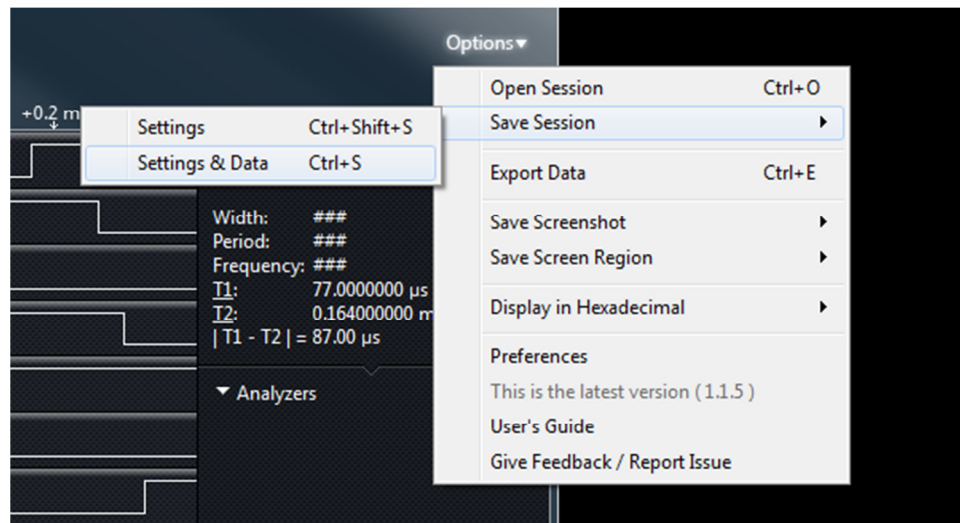 Options▾
+0.2 m
Settings Ctrl+Shift+S
Settings & Data Ctrl+S
Open Session Ctrl+O
Save Session
Export Data Ctrl+E
Save Screenshot
Save Screen Region
Display in Hexadecimal
Preferences
This is the latest version ( 1.1.5 )
User's Guide
Give Feedback / Report Issue
Width: ###
Period: ###
Frequency: ###
T1: 77.0000000 µs
T2: 0.164000000 m
| T1 - T2 | = 87.00 µs
Analyzers